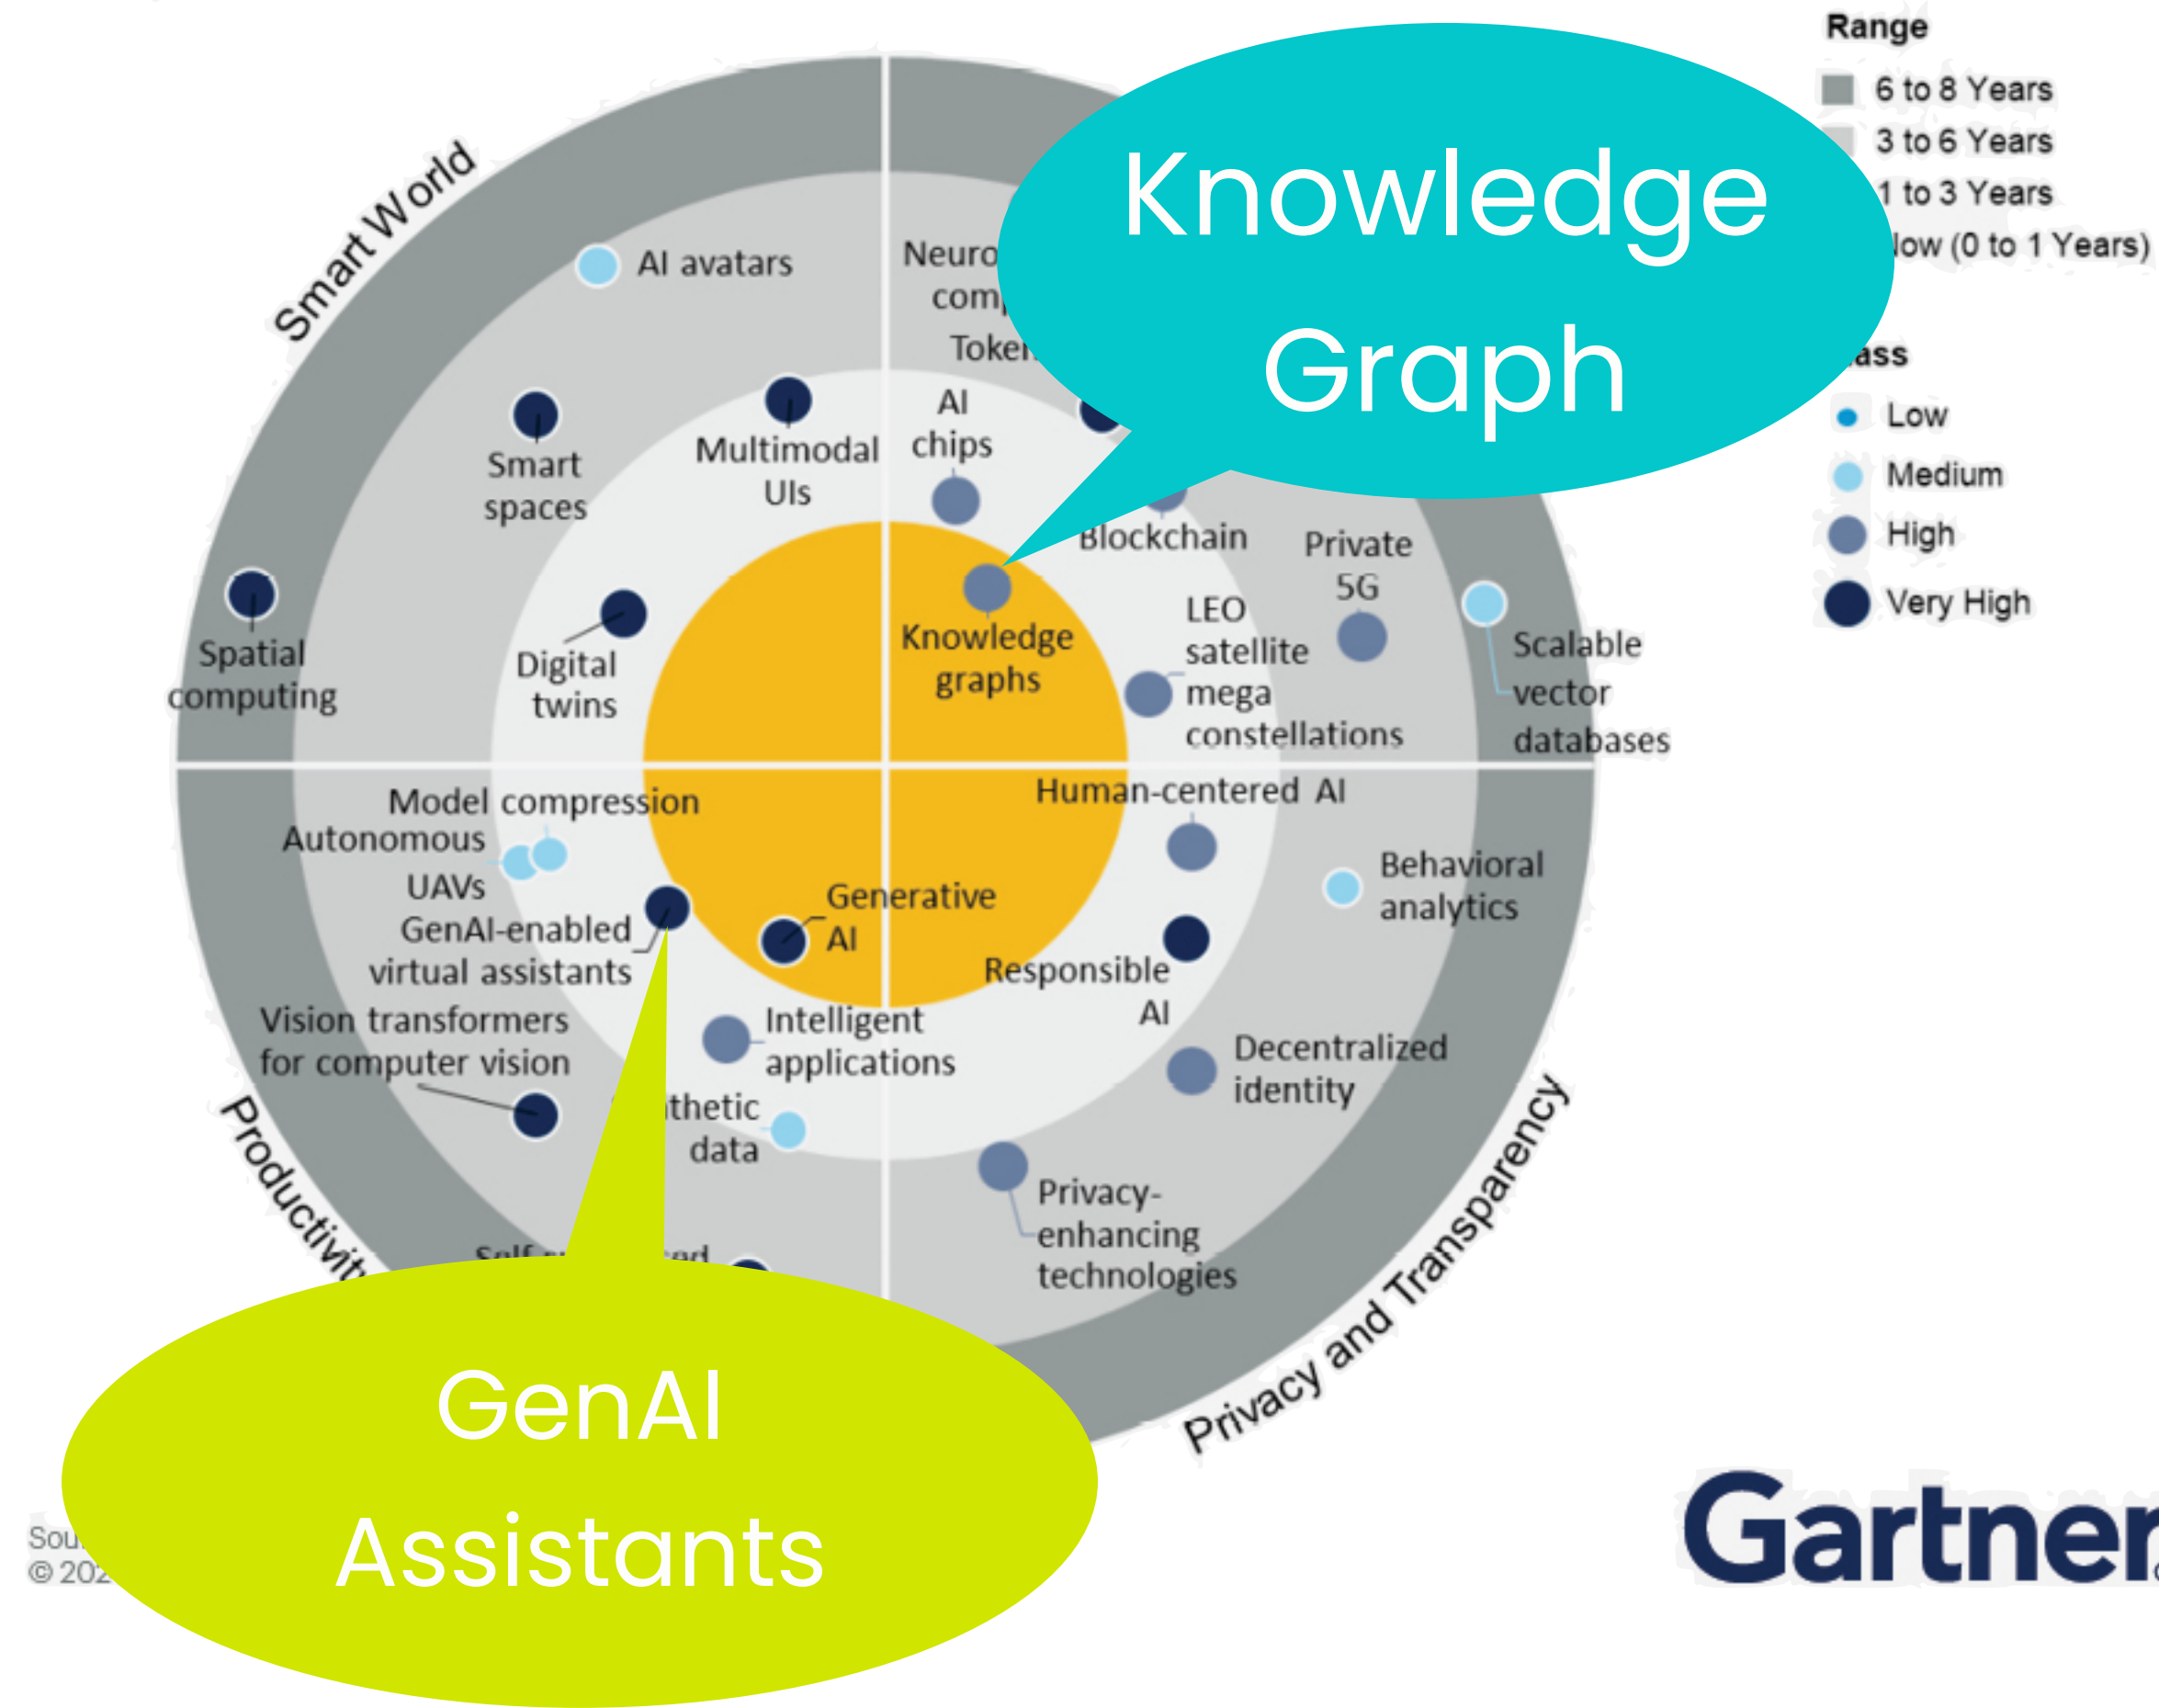 Range
6 to 8 Years
3 to 6 Years
1 to 3 Years
(0 to 1 Years)
Low
Medium
High
Very High
Knowledge
Graph
Smart World
AI avatars
Smart
spaces
Multimodal
UIs
Spatial
computing
Digital
twins
AI
chips
Blockchain
Private
5G
Knowledge
graphs
LEO
satellite
mega
constellations
Scalable
vector
databases
Model compression
Autonomous
UAVs
GenAI-enabled
virtual assistants
Generative
AI
Vision transformers
for computer vision
Intelligent
applications
data
Productivity
Human-centered AI
Behavioral
analytics
Responsible
AI
Decentralized
identity
Privacy-
enhancing
technologies
Privacy and Transparency
GenAI
Assistants
Gartner